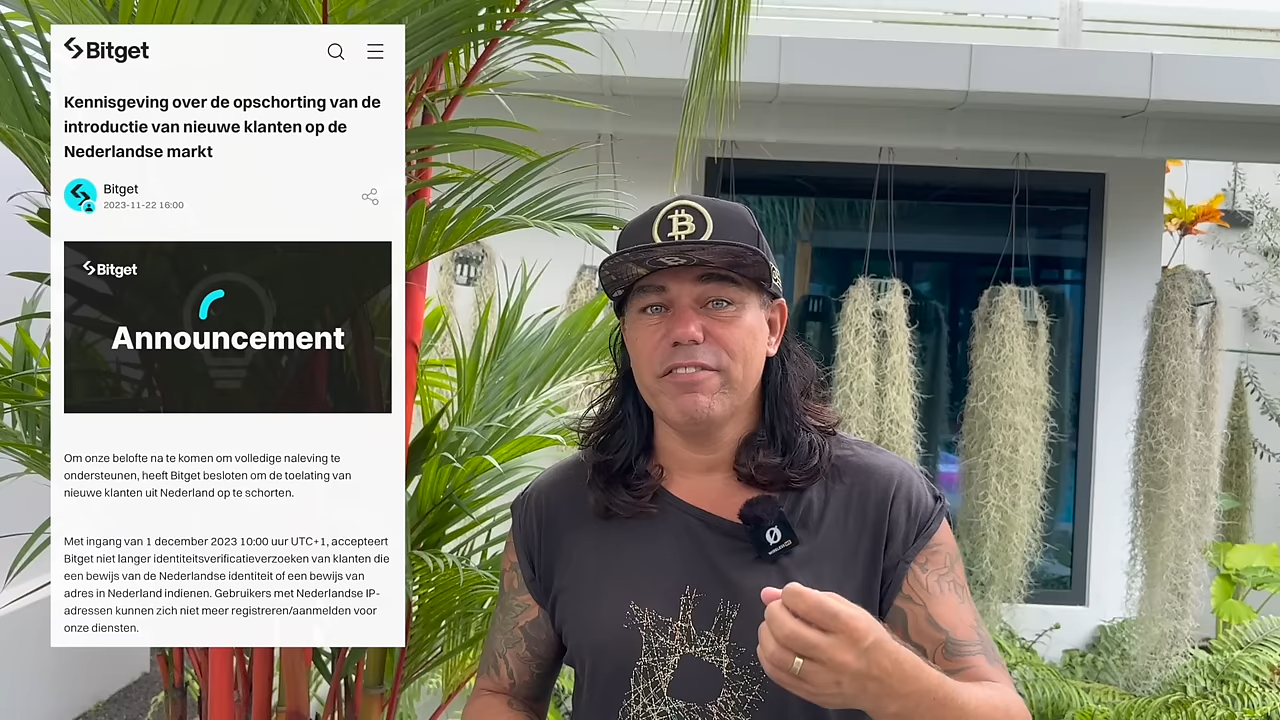 Bitget
Kennisgeving over de opschorting van de
introductie van nieuwe klanten op de
Nederlandse markt
Bitget
2023-11-22 16:00
Bitget
Announcement
Om onze belofte na te komen om volledige naleving te
ondersteunen, heeft Bitget besloten om de toelating van
nieuwe klanten uit Nederland op te schorten.
Met ingang van 1 december 2023 10:00 uur UTC+1, accepteert
Bitget niet langer identiteitsverificatieverzoeken van klanten die
een bewijs van de Nederlandse identiteit of een bewijs van
adres in Nederland indienen. Gebruikers met Nederlandse IP-
adressen kunnen zich niet meer registreren/aanmelden voor
onze diensten.